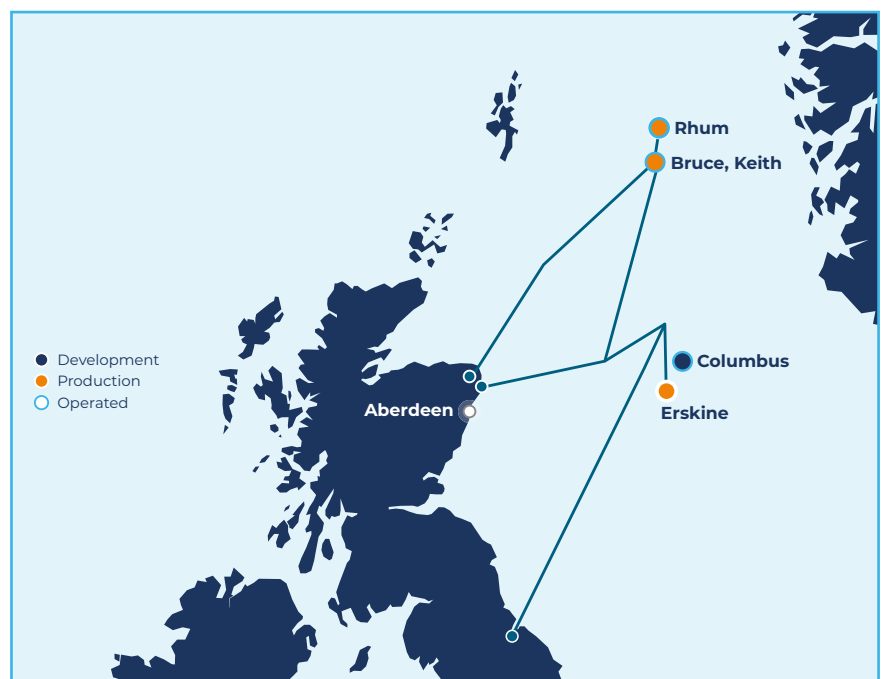 Rhum
Bruce, Keith
Development
Production
Operated
Columbus
Aberdeen
Erskine